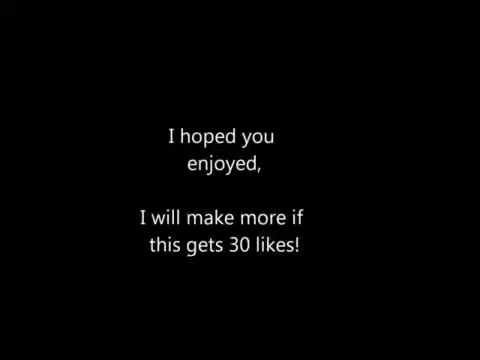 I hoped you
enjoyed,
I will make more if
this gets 30 likes!